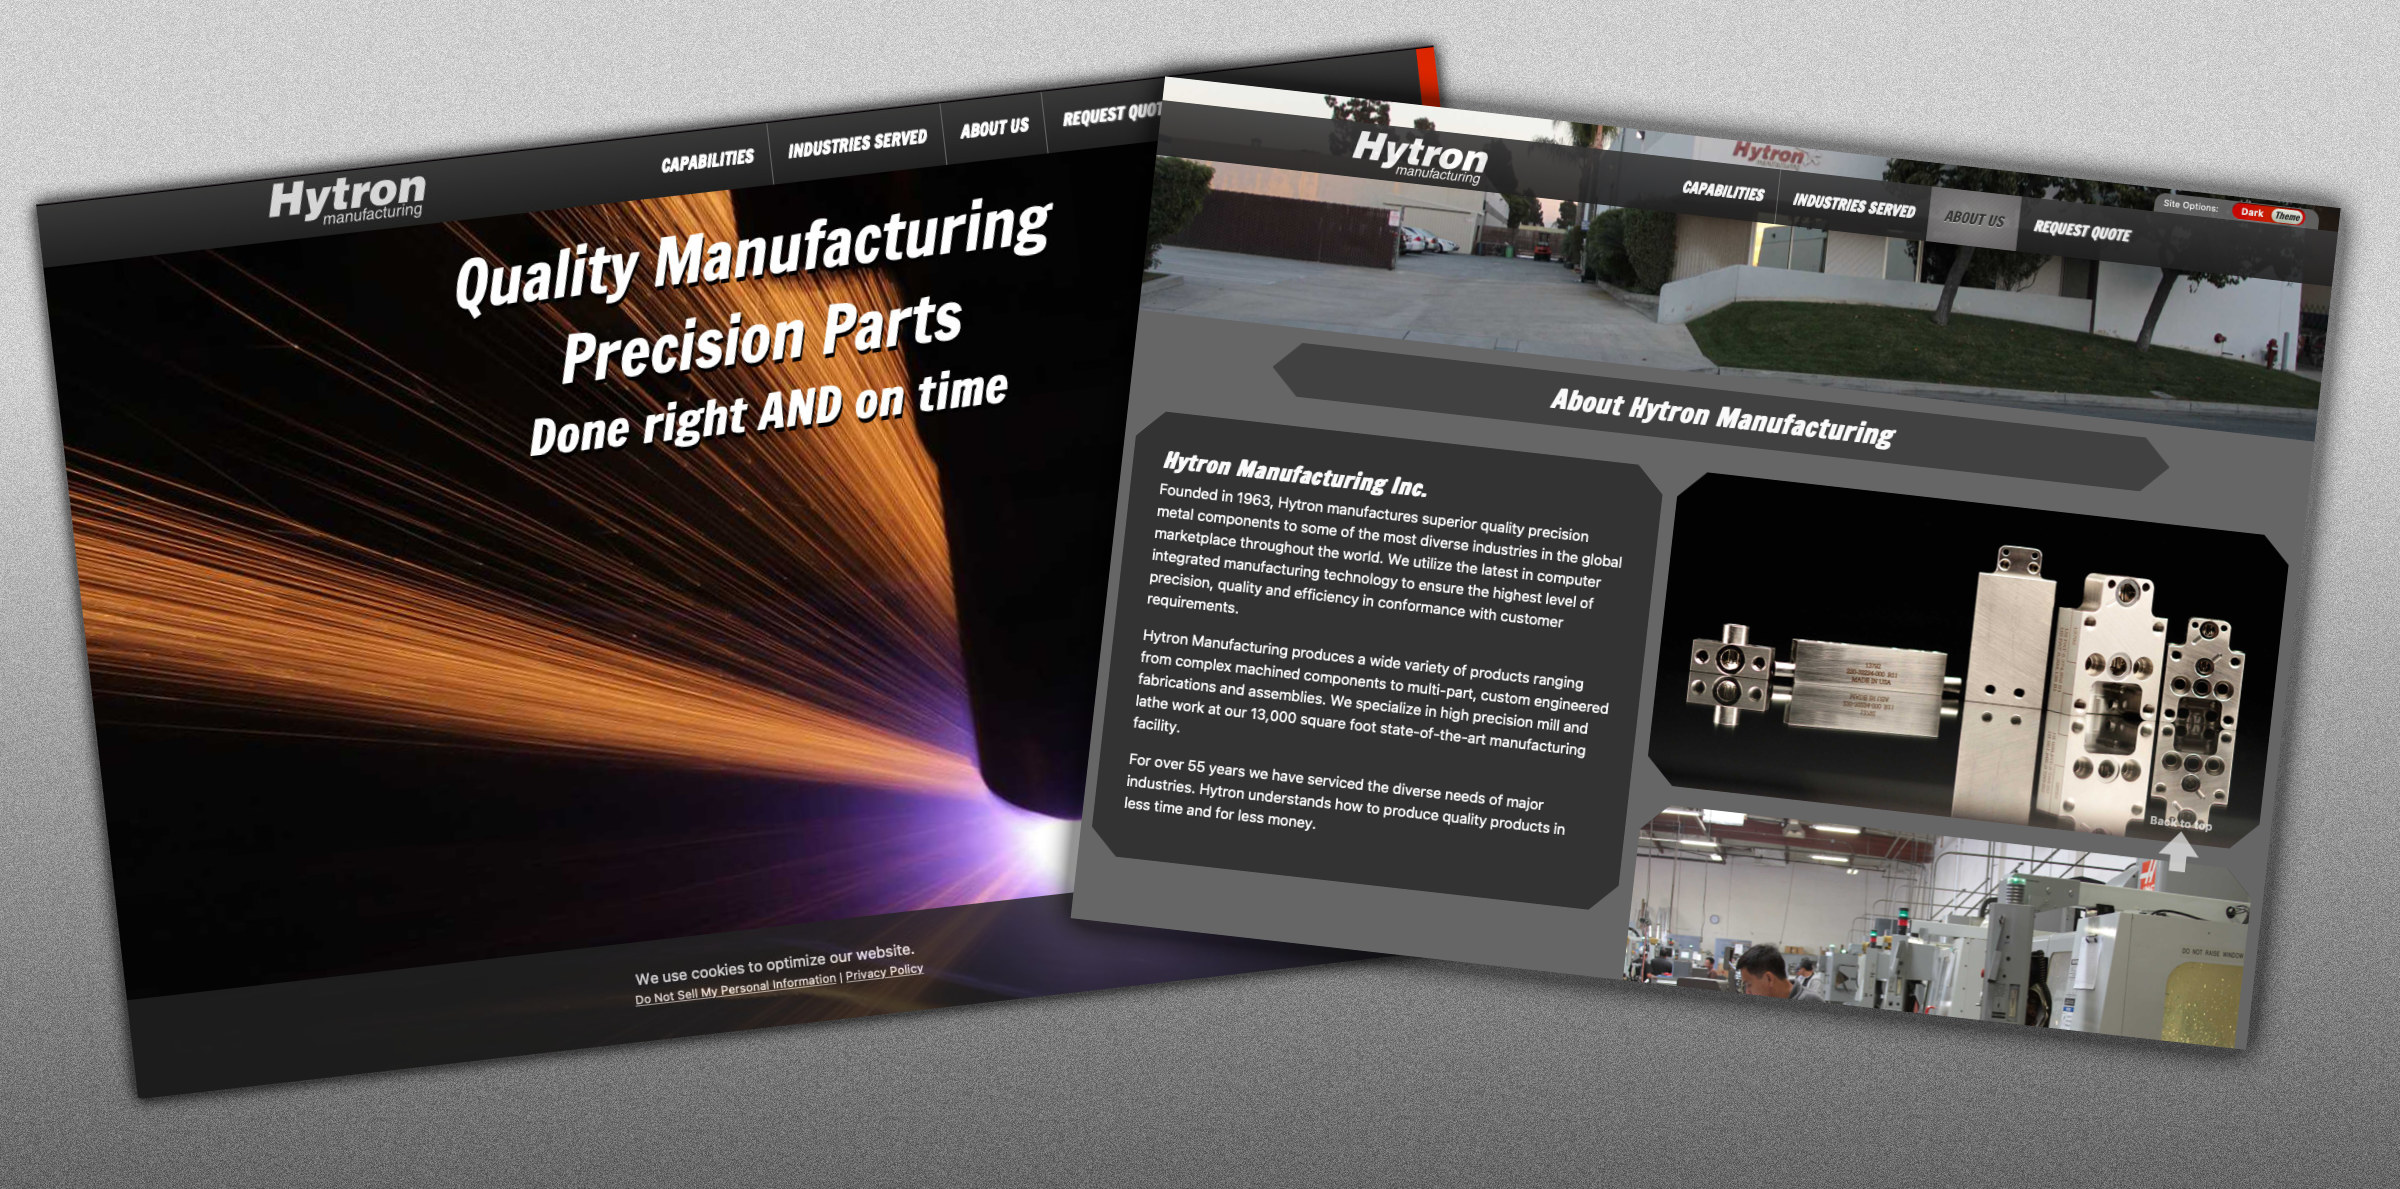 Hytron
manufacturing
CAPABILITIES
INDUSTRIES SERVED
ABOUT US
REQUEST
Quality Manufacturing
Precision Parts
Done right AND on time
We use cookies to optimize our website.
Do Not Sell My Personal Information | Privacy Policy
Hytron
manufacturing
Hytron
CAPABILITIES
INDUSTRIES SERVED
ABOUT US
REQUEST QUOTE
Site Options:
Dark
Theme
About Hytron Manufacturing
Hytron Manufacturing Inc.
Founded in 1963, Hytron manufactures superior quality precision
metal components to some of the most diverse industries in the global
marketplace throughout the world. We utilize the latest in computer
integrated manufacturing technology to ensure the highest level of
precision, quality and efficiency in conformance with customer
requirements.
Hytron Manufacturing produces a wide variety of products ranging
from complex machined components to multi-part, custom engineered
fabrications and assemblies. We specialize in high precision mill and
lathe work at our 13,000 square foot state-of-the-art manufacturing
facility.
For over 55 years we have serviced the diverse needs of major
industries. Hytron understands how to produce quality products in
less time and for less money.
MADE IN USA
Back to top
DO NOT RAISE WINDOW